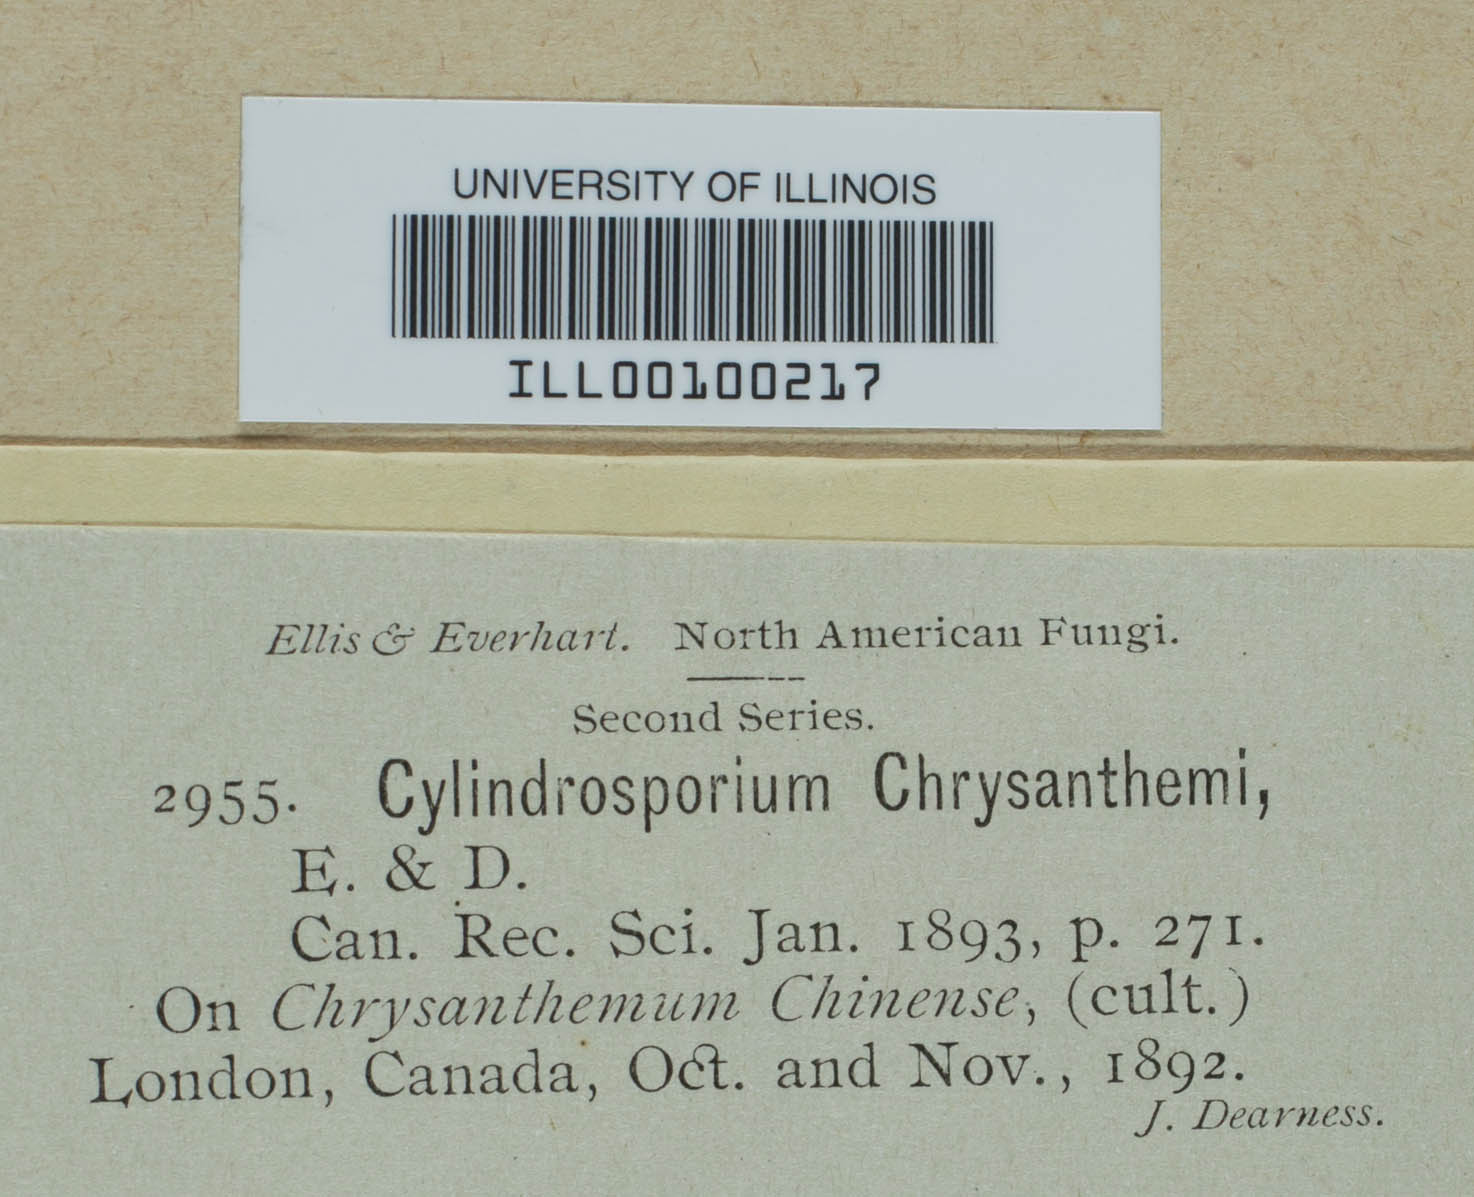 UNIVERSITY OF ILLINOIS
ILL00100217
Ellis & Everhart. North American Fungi.
Second Series.
2955. Cylindrosporium Chrysanthemi,
E. & D.
Can. Rec. Sci. Jan. 1893, p. 271.
On Chrysanthemum Chinense, (cult.)
London, Canada, Oct. and Nov., 1892.
J. Dearness.